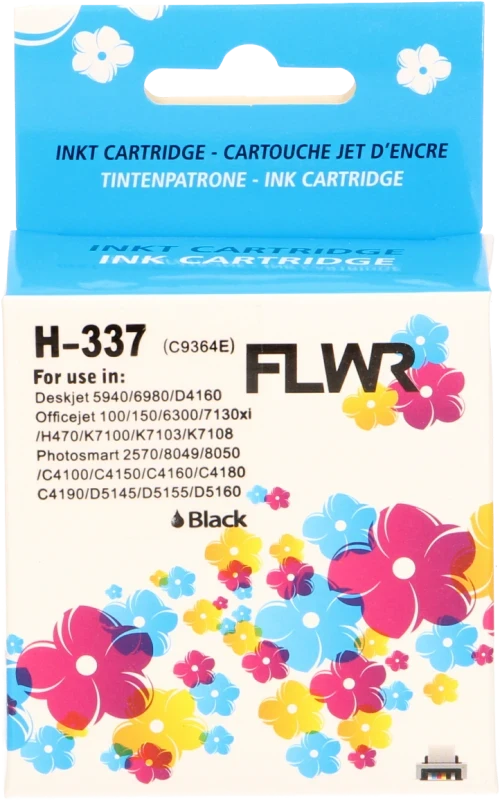 INKT CARTRIDGE - CARTOUCHE JET D'ENCRE
TINTENPATRONE - INK CARTRIDGE
INKT CARTRIDGE
INK CARTRIDGE
H-337 (C9364E)
FLWR
For use in:
Deskjet 5940/6980/D4160
Officejet 100/150/6300/7130xi
/H470/K7100/K7103/K7108
Photosmart 2570/8049/8050
/C4100/C4150/C4160/C4180
C4190/D5145/D5155/D5160
Black